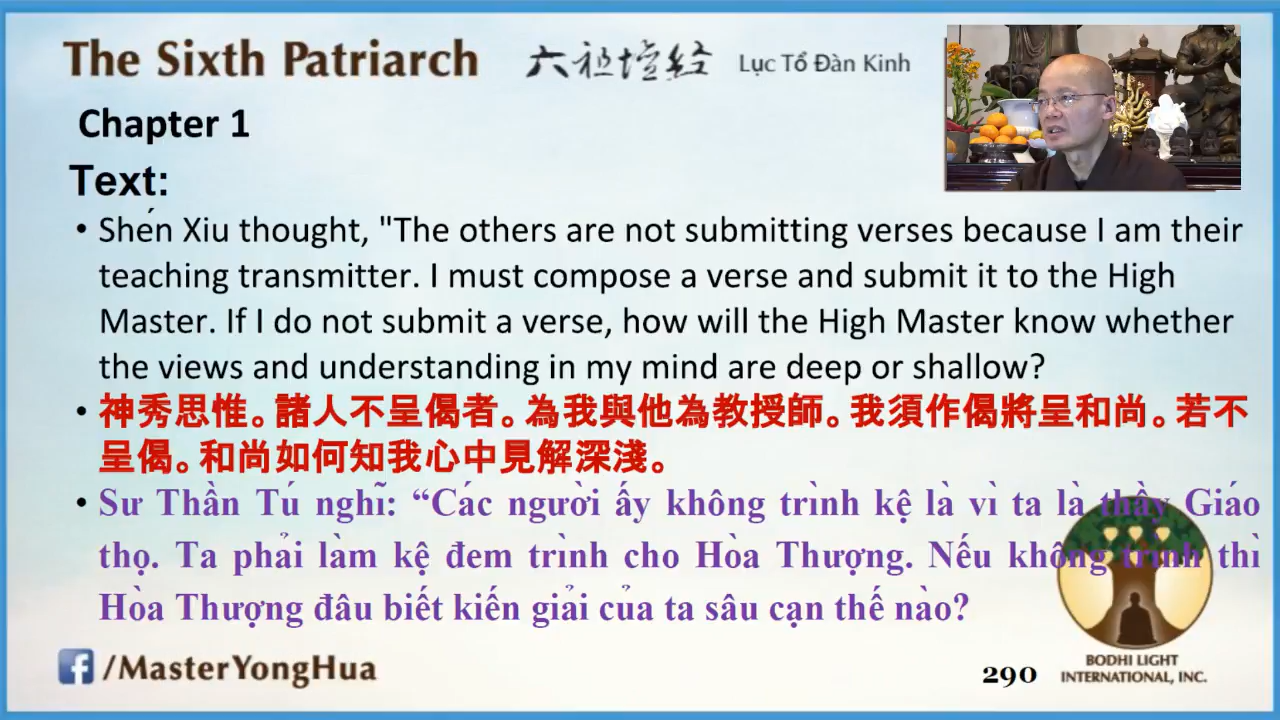 The Sixth Patriarch 六祖壇經 Lục Tổ Đàn Kinh
Chapter 1
Text:
• Shén Xiu thought, "The others are not submitting verses because I am their
teaching transmitter. I must compose a verse and submit it to the High
Master. If I do not submit a verse, how will the High Master know whether
the views and understanding in my mind are deep or shallow?
• 神秀思惟。諸人不呈偈者。為我與他為教授師。我須作偈將呈和尚。若不
呈偈。和尚如何知我心中見解深淺。
• Sư Thần Tú nghĩ: “Các người ấy không trình kệ là vì ta là thầy Giáo
thọ. Ta phải làm kệ đem trình cho Hòa Thượng. Nếu không trình thì
Hòa Thượng đâu biết kiến giải của ta sâu cạn thế nào?
f /MasterYongHua
290
BODHI LIGHT
INTERNATIONAL, INC.